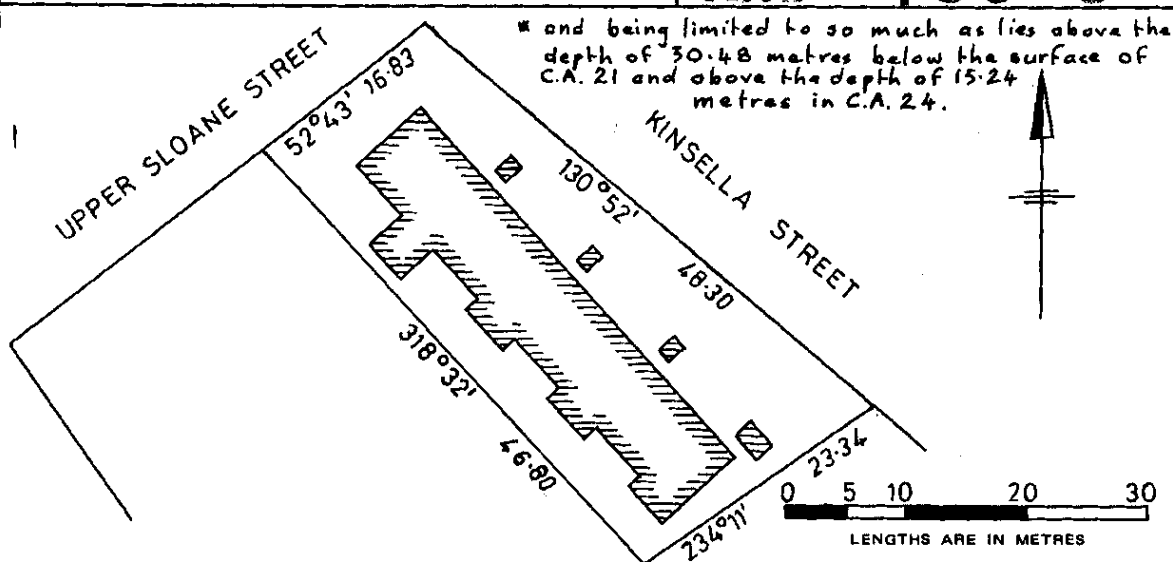 * and being limited to so much as lies above the
depth of 30·48 metres below the surface of
C.A. 21 and above the depth of 15·24
metres in C.A. 24.
UPPER SLOANE STREET
52°43' 16·83
KINSELLA STREET
130°52'
48·30
318°32'
46·80
23·34
234°11'
0 5 10 20 30
LENGTHS ARE IN METRES